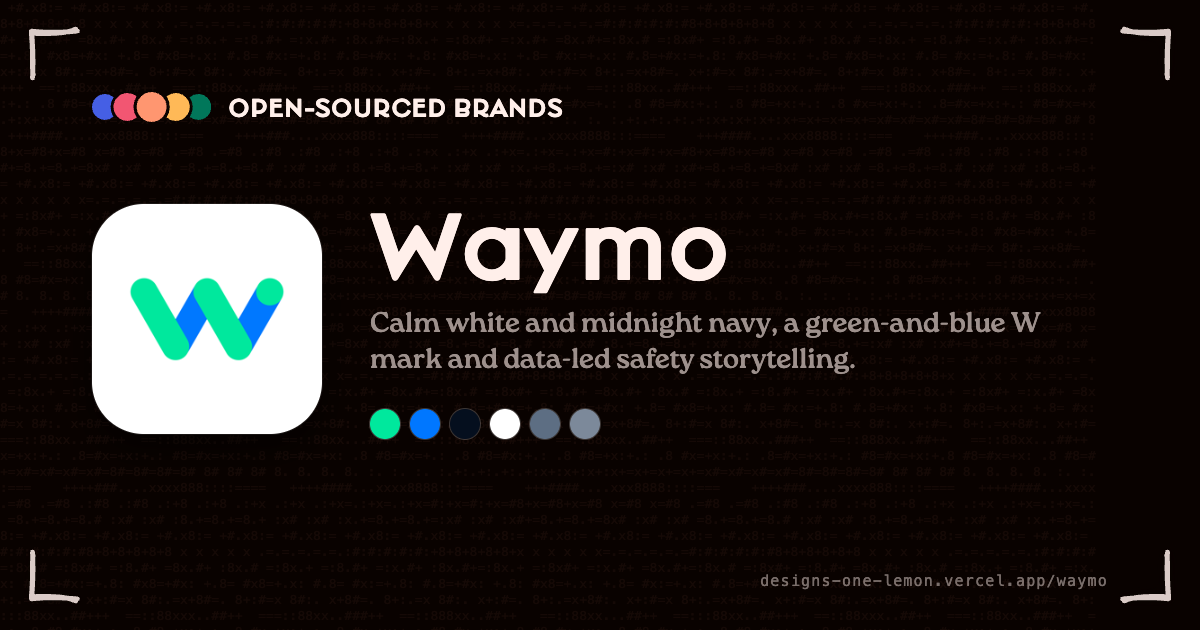 OPEN-SOURCED BRANDS
Waymo
Calm white and midnight navy, a green-and-blue W
mark and data-led safety storytelling.
designs-one-lemon.vercel.app/waymo